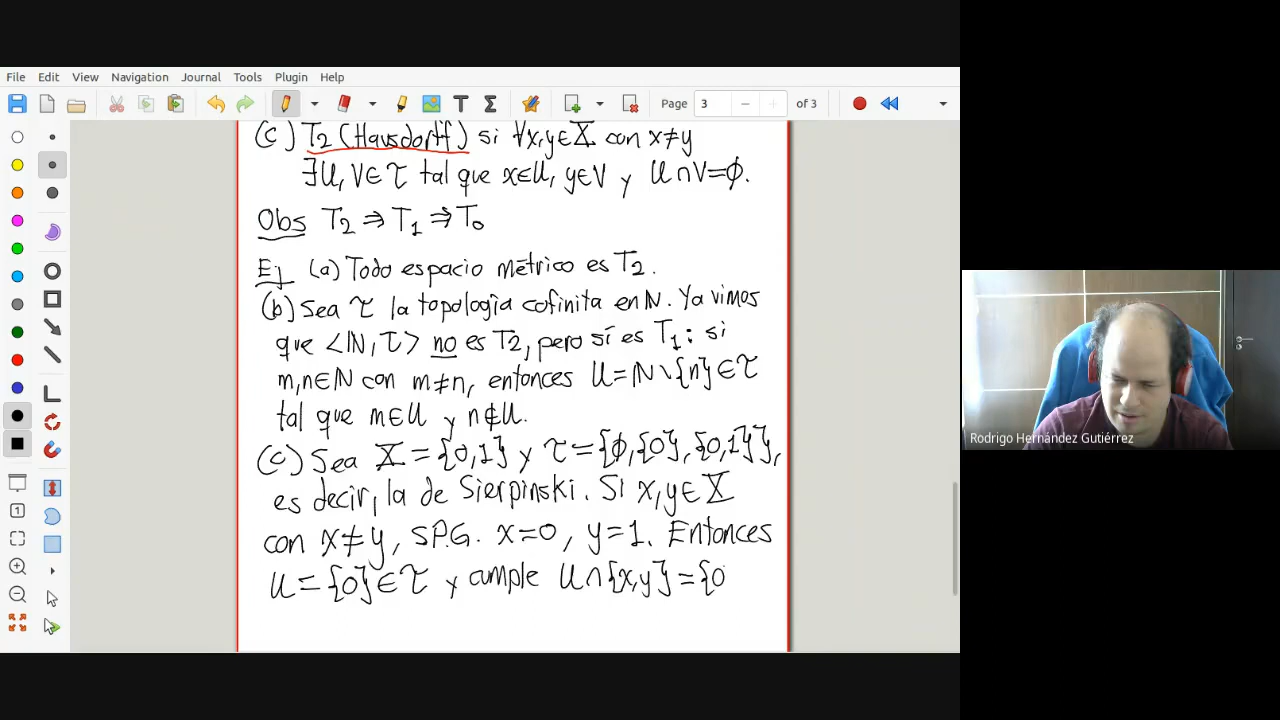 File Edit View Navigation Journal Tools Plugin Help
Page 3 of 3
(c) T2 (Hausdorff) si ∀x,y∈X con x≠y
∃U,V∈τ tal que x∈U, y∈V y U∩V=∅.
Obs T2 ⇒ T1 ⇒ T0
Ej (a) Todo espacio métrico es T2.
(b) Sea τ la topología cofinita en N. Ya vimos
que <N,τ> no es T2, pero sí es T1: si
m,n∈N con m≠n, entonces U=N\{n}∈τ
tal que m∈U y n∉U.
(c) Sea X={0,1} y τ={∅,{0},{0,1}},
es decir, la de Sierpinski. Si x,y∈X
con x≠y, S.P.G. x=0, y=1. Entonces
U={0}∈τ y cumple U∩{x,y}={0
Rodrigo Hernández Gutiérrez